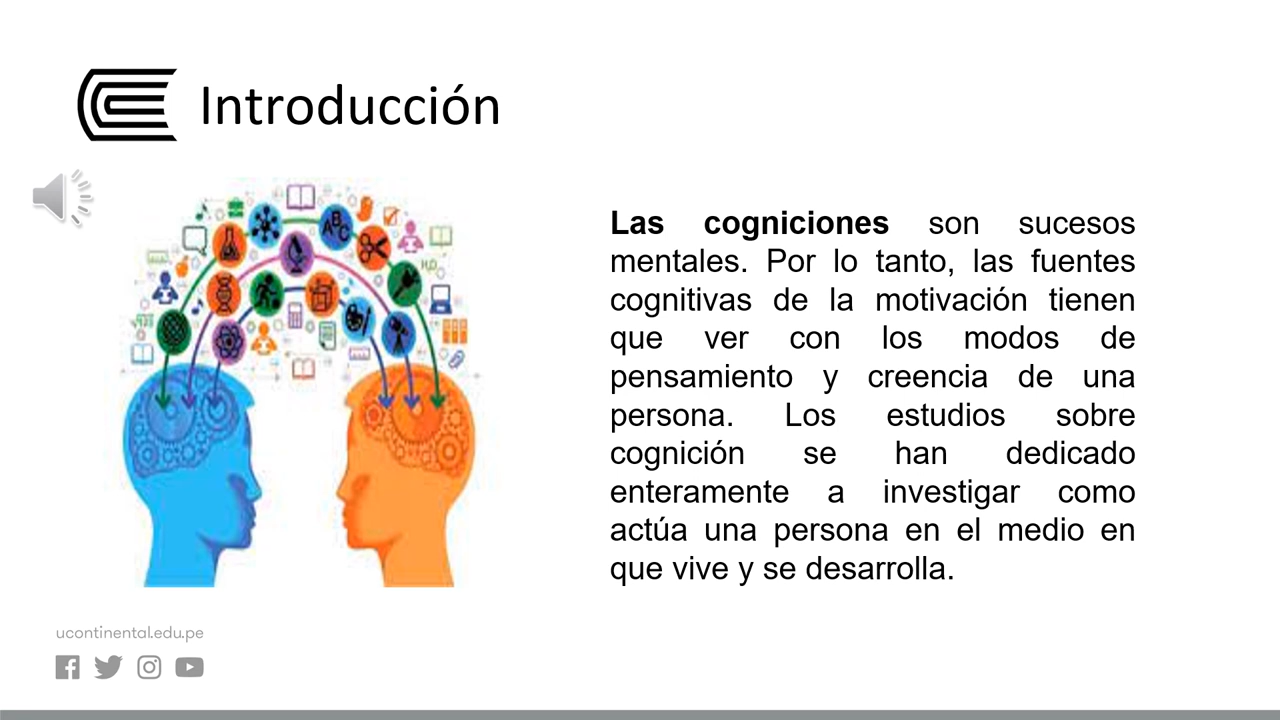 Introducción
Las cogniciones son sucesos
mentales. Por lo tanto, las fuentes
cognitivas de la motivación tienen
que ver con los modos de
pensamiento y creencia de una
persona. Los estudios sobre
cognición se han dedicado
enteramente a investigar como
actúa una persona en el medio en
que vive y se desarrolla.
ABC
H₂O
ucontinental.edu.pe